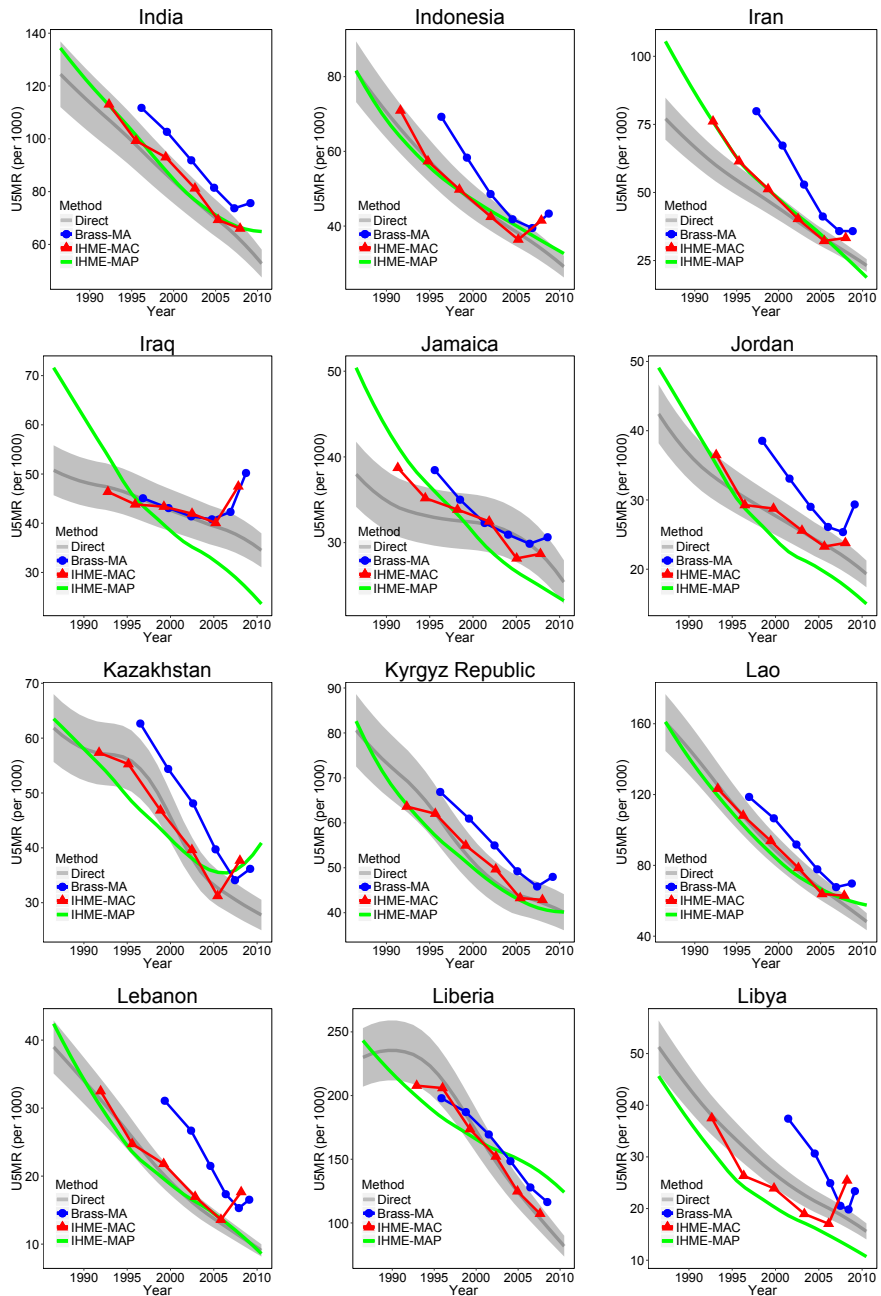 India
U5MR (per 1000)
140
120
100
80
60
Method
Direct
Brass-MA
IHME-MAC
IHME-MAP
1990 1995 2000 2005 2010
Year
Indonesia
U5MR (per 1000)
80
60
40
Method
Direct
Brass-MA
IHME-MAC
IHME-MAP
1990 1995 2000 2005 2010
Year
Iran
U5MR (per 1000)
100
75
50
25
Method
Direct
Brass-MA
IHME-MAC
IHME-MAP
1990 1995 2000 2005 2010
Year
Iraq
U5MR (per 1000)
70
60
50
40
30
Method
Direct
Brass-MA
IHME-MAC
IHME-MAP
1990 1995 2000 2005 2010
Year
Jamaica
U5MR (per 1000)
50
40
30
Method
Direct
Brass-MA
IHME-MAC
IHME-MAP
1990 1995 2000 2005 2010
Year
Jordan
U5MR (per 1000)
50
40
30
20
Method
Direct
Brass-MA
IHME-MAC
IHME-MAP
1990 1995 2000 2005 2010
Year
Kazakhstan
U5MR (per 1000)
70
60
50
40
30
Method
Direct
Brass-MA
IHME-MAC
IHME-MAP
1990 1995 2000 2005 2010
Year
Kyrgyz Republic
U5MR (per 1000)
90
80
70
60
50
40
Method
Direct
Brass-MA
IHME-MAC
IHME-MAP
1990 1995 2000 2005 2010
Year
Lao
U5MR (per 1000)
160
120
80
40
Method
Direct
Brass-MA
IHME-MAC
IHME-MAP
1990 1995 2000 2005 2010
Year
Lebanon
U5MR (per 1000)
40
30
20
10
Method
Direct
Brass-MA
IHME-MAC
IHME-MAP
1990 1995 2000 2005 2010
Year
Liberia
U5MR (per 1000)
250
200
150
100
Method
Direct
Brass-MA
IHME-MAC
IHME-MAP
1990 1995 2000 2005 2010
Year
Libya
U5MR (per 1000)
50
40
30
20
10
Method
Direct
Brass-MA
IHME-MAC
IHME-MAP
1990 1995 2000 2005 2010
Year